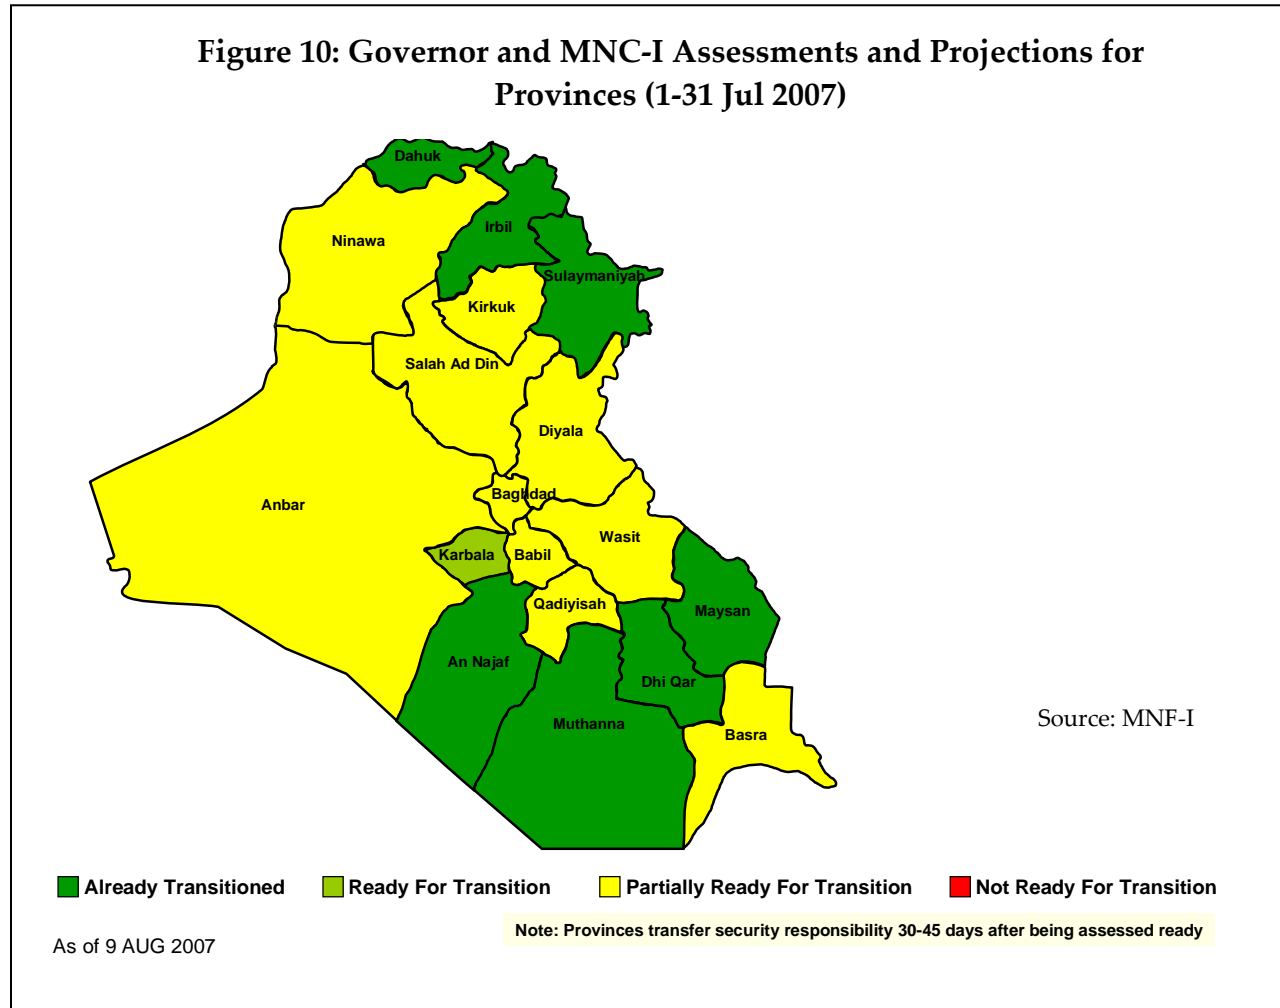 Figure 10: Governor and MNC-I Assessments and Projections for
Provinces (1-31 Jul 2007)
Dahuk
Irbil
Ninawa
Sulaymaniyah
Kirkuk
Salah Ad Din
Diyala
Baghdad
Anbar
Wasit
Karbala
Babil
Qadiyisah
Maysan
An Najaf
Dhi Qar
Muthanna
Basra
Source: MNF-I
Already Transitioned
Ready For Transition
Partially Ready For Transition
Not Ready For Transition
Note: Provinces transfer security responsibility 30-45 days after being assessed ready
As of 9 AUG 2007